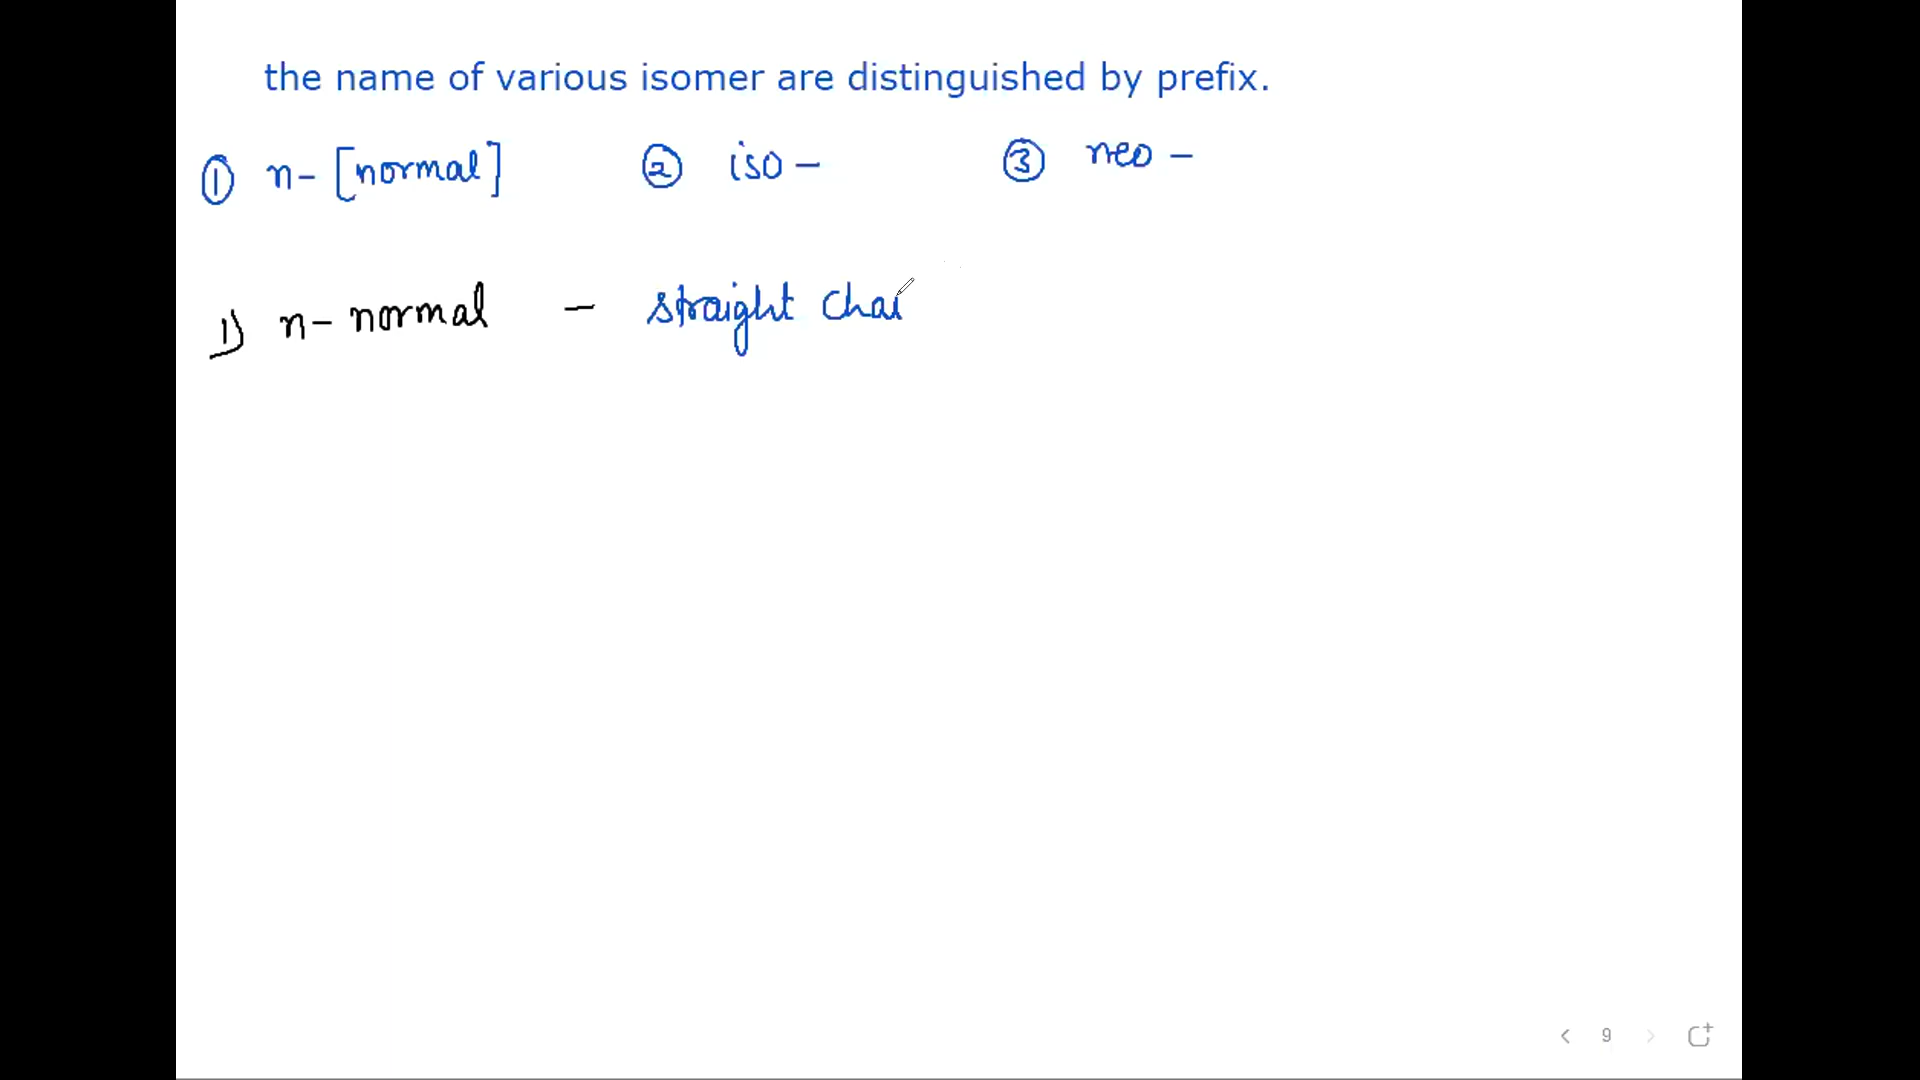 the name of various isomer are distinguished by prefix.
① n- [normal] ② iso - ③ neo -
1) n- normal - straight chai
9